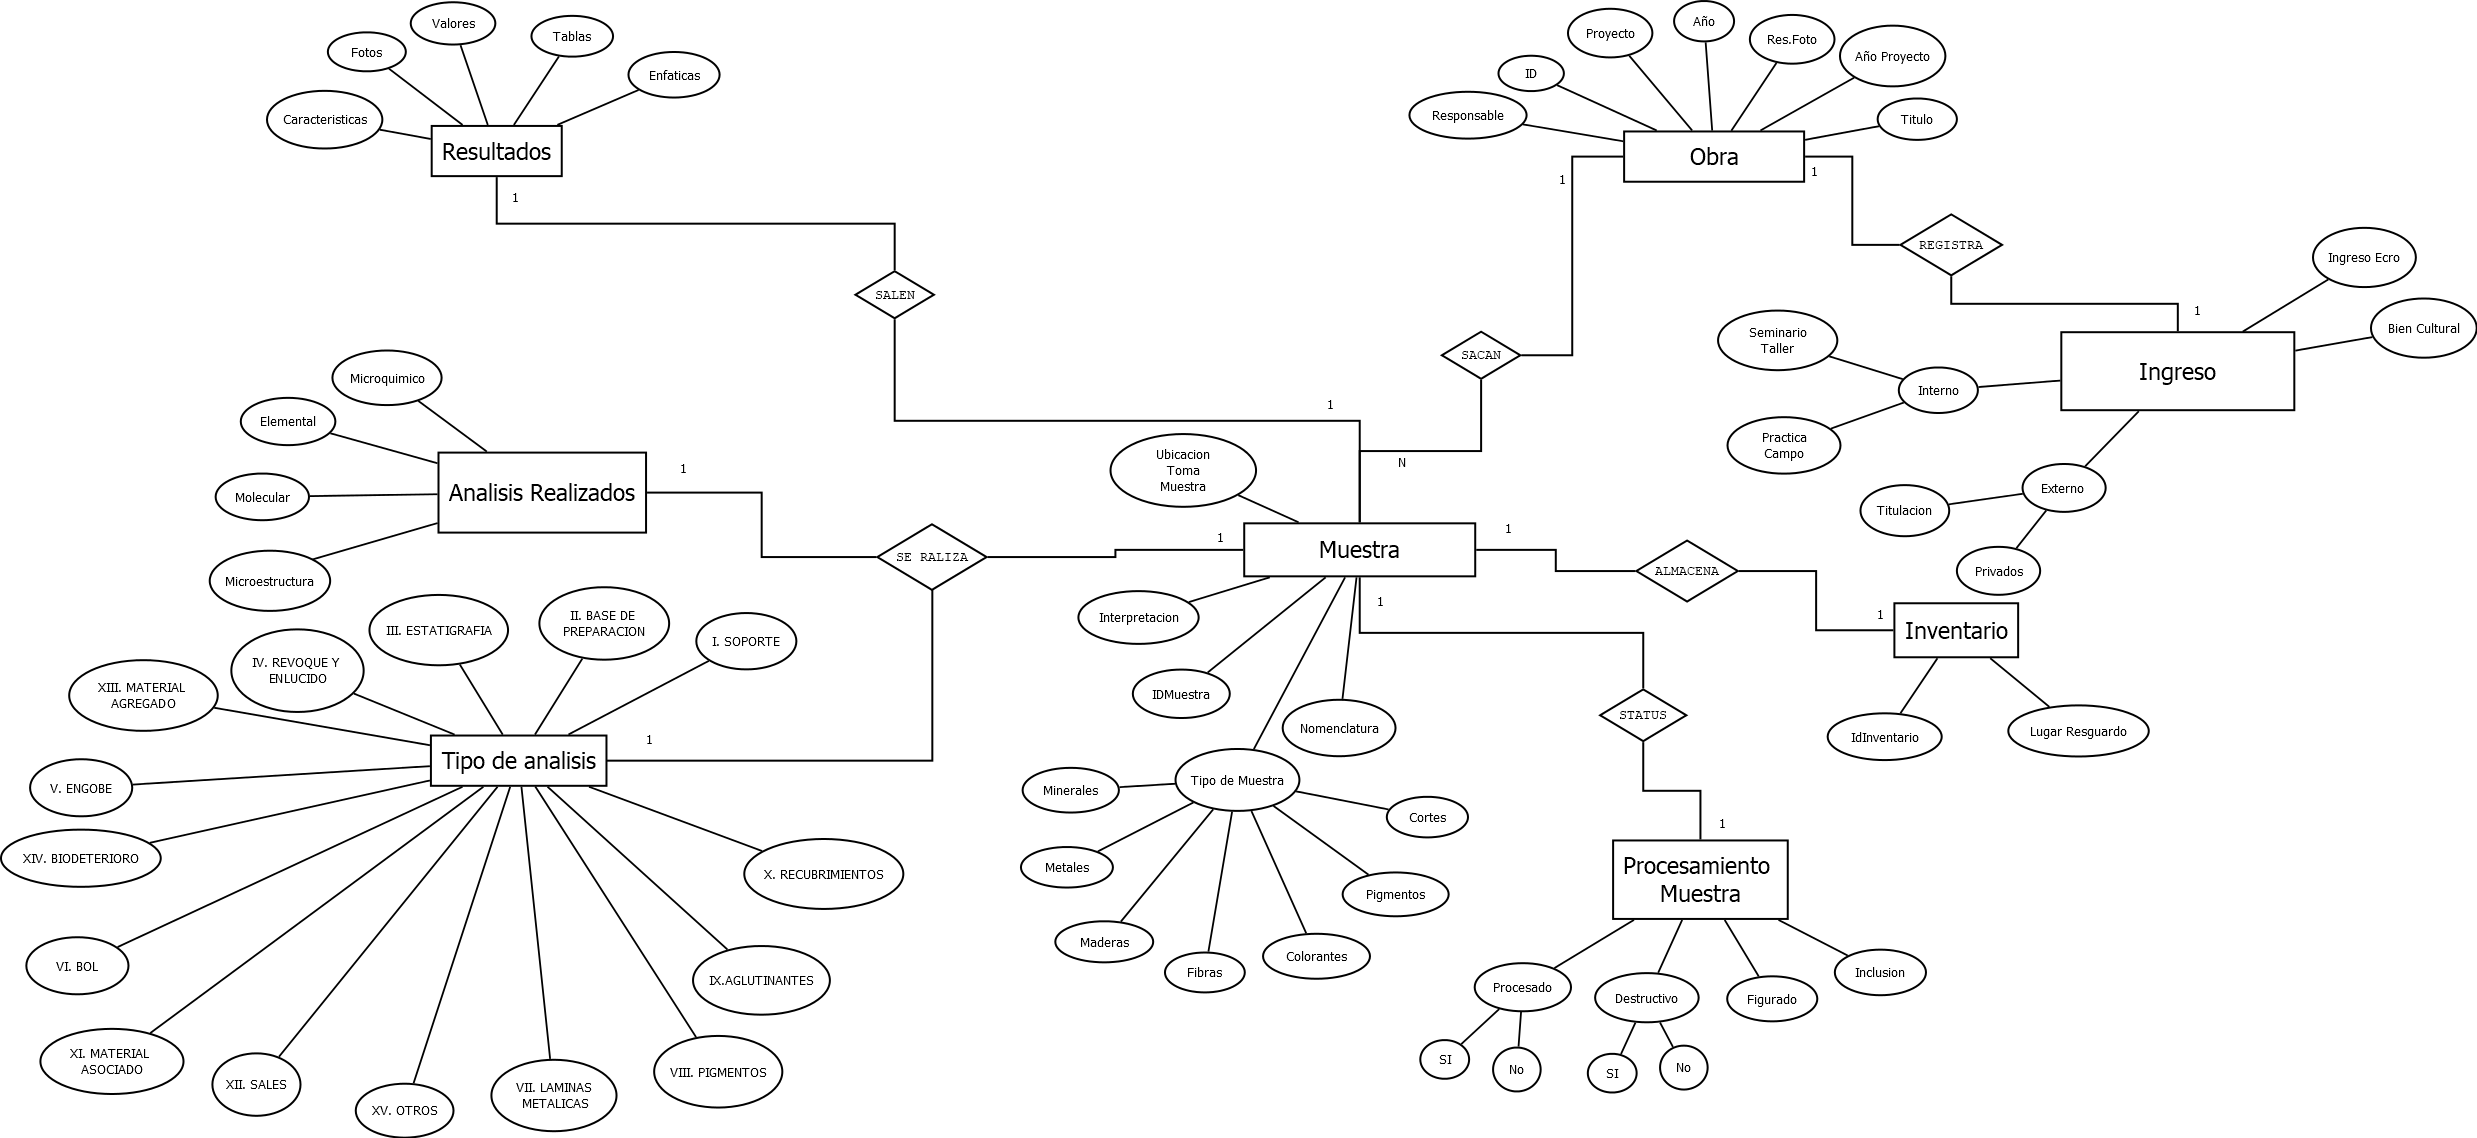 Valores
Tablas
Fotos
Enfaticas
Caracteristicas
Resultados
1
SALEN
1
Año
Proyecto
Res.Foto
Año Proyecto
ID
Responsable
Titulo
Obra
1
1
SACAN
N
REGISTRA
1
Ingreso Ecro
Bien Cultural
Ingreso
Seminario
Taller
Interno
Practica
Campo
Externo
Titulacion
Privados
Microquimico
Elemental
Molecular
Microestructura
Analisis Realizados
1
SE RALIZA
1
Ubicacion
Toma
Muestra
Muestra
1
ALMACENA
1
Inventario
IdInventario
Lugar Resguardo
Interpretacion
IDMuestra
Nomenclatura
1
STATUS
1
Tipo de Muestra
Minerales
Metales
Maderas
Fibras
Colorantes
Pigmentos
Cortes
Procesamiento
Muestra
Procesado
SI
No
Destructivo
SI
No
Figurado
Inclusion
III. ESTATIGRAFIA
II. BASE DE
PREPARACION
I. SOPORTE
IV. REVOQUE Y
ENLUCIDO
XIII. MATERIAL
AGREGADO
Tipo de analisis
1
V. ENGOBE
XIV. BIODETERIORO
VI. BOL
XI. MATERIAL
ASOCIADO
XII. SALES
XV. OTROS
VII. LAMINAS
METALICAS
VIII. PIGMENTOS
IX.AGLUTINANTES
X. RECUBRIMIENTOS